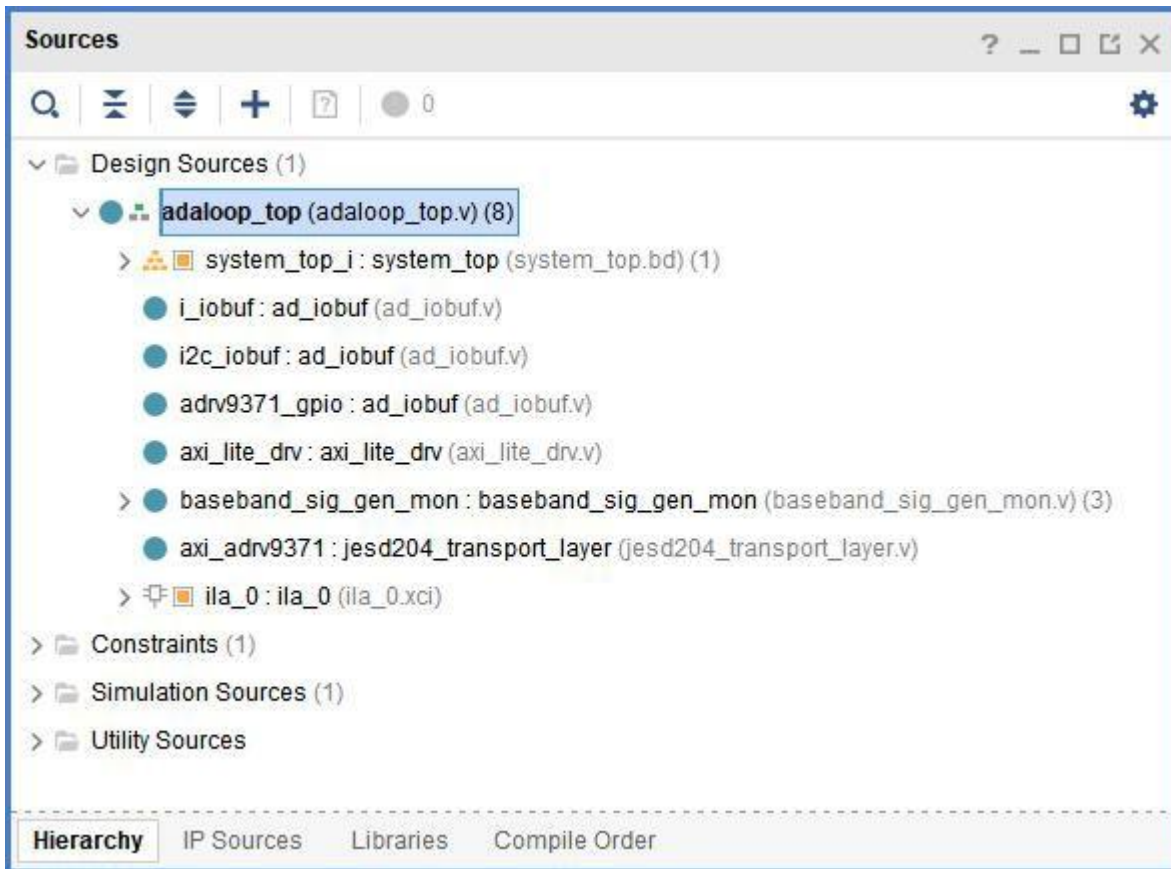 Sources
0
Design Sources (1)
adaloop_top (adaloop_top.v) (8)
system_top_i : system_top (system_top.bd) (1)
i_iobuf : ad_iobuf (ad_iobuf.v)
i2c_iobuf : ad_iobuf (ad_iobuf.v)
adrv9371_gpio : ad_iobuf (ad_iobuf.v)
axi_lite_drv : axi_lite_drv (axi_lite_drv.v)
baseband_sig_gen_mon : baseband_sig_gen_mon (baseband_sig_gen_mon.v) (3)
axi_adrv9371 : jesd204_transport_layer (jesd204_transport_layer.v)
ila_0 : ila_0 (ila_0.xci)
Constraints (1)
Simulation Sources (1)
Utility Sources
Hierarchy IP Sources Libraries Compile Order